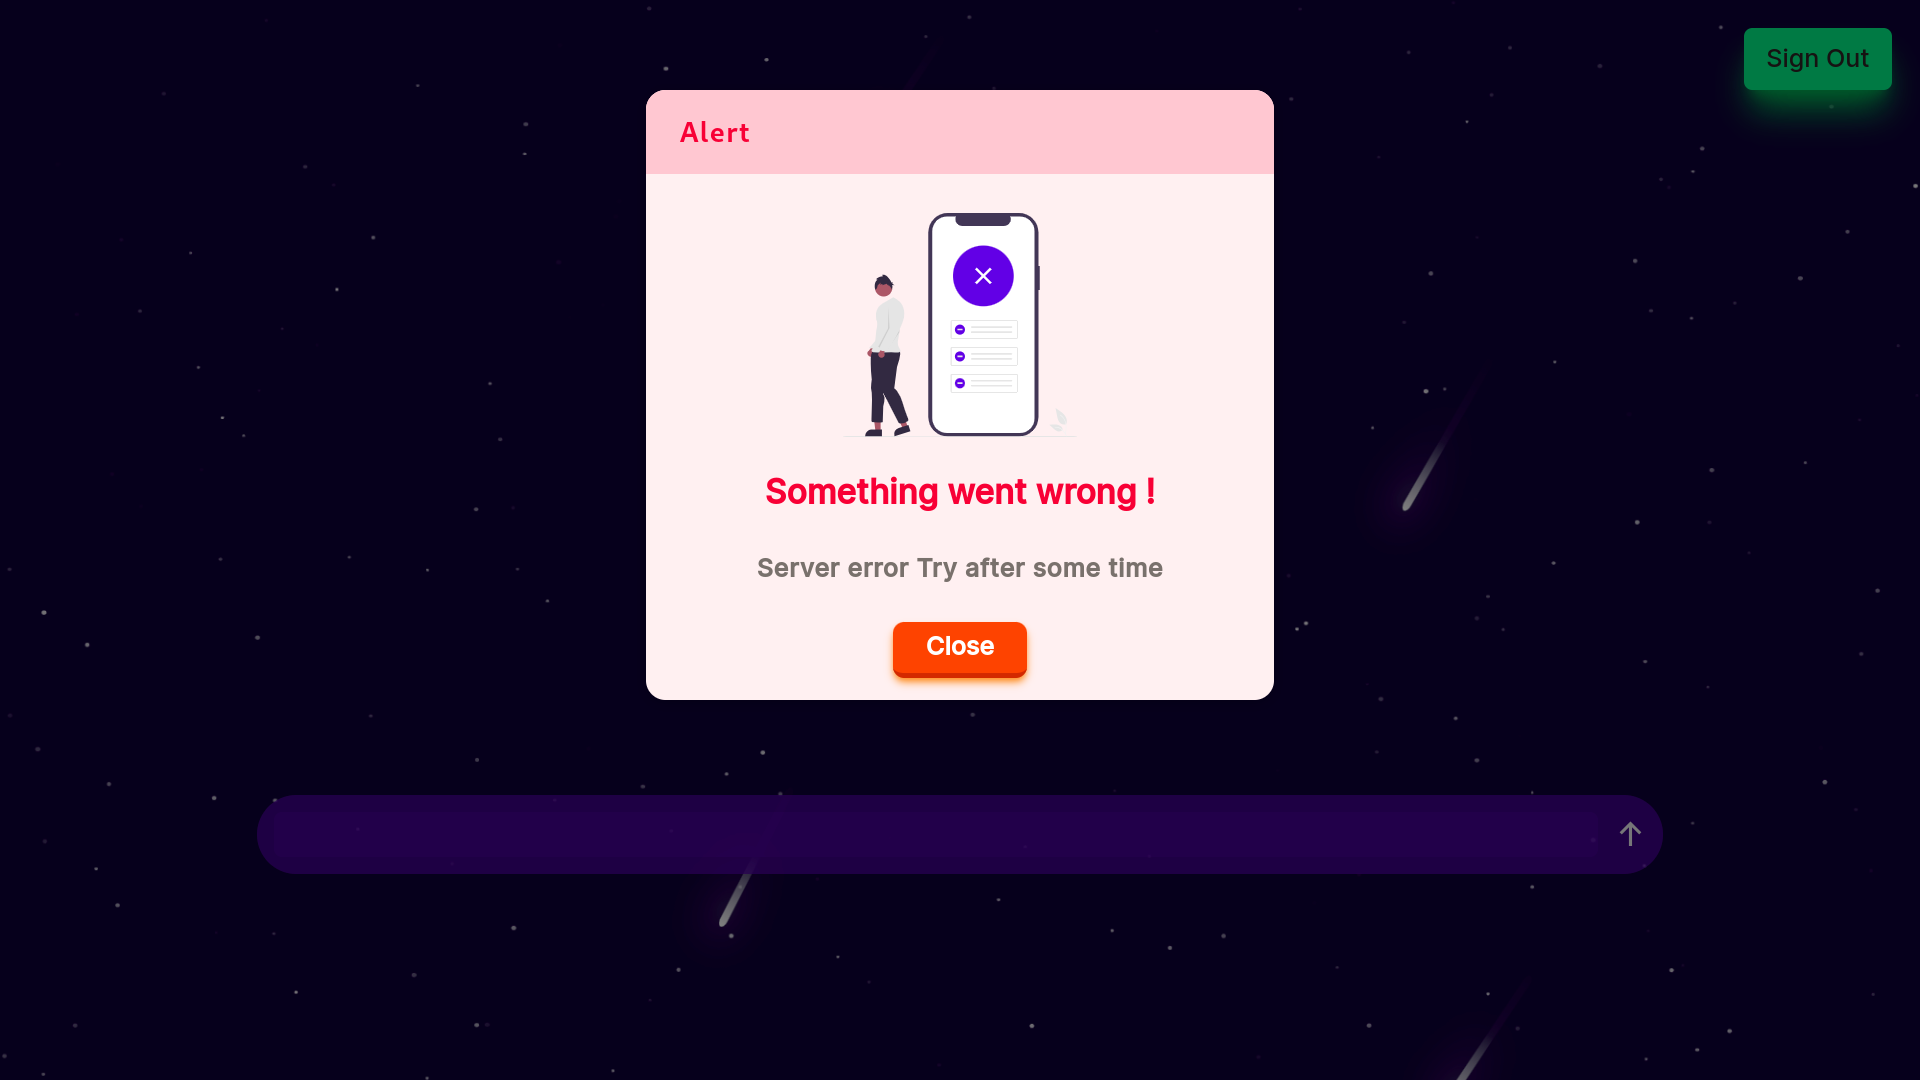 Sign Out
Alert
Something went wrong !
Server error Try after some time
Close